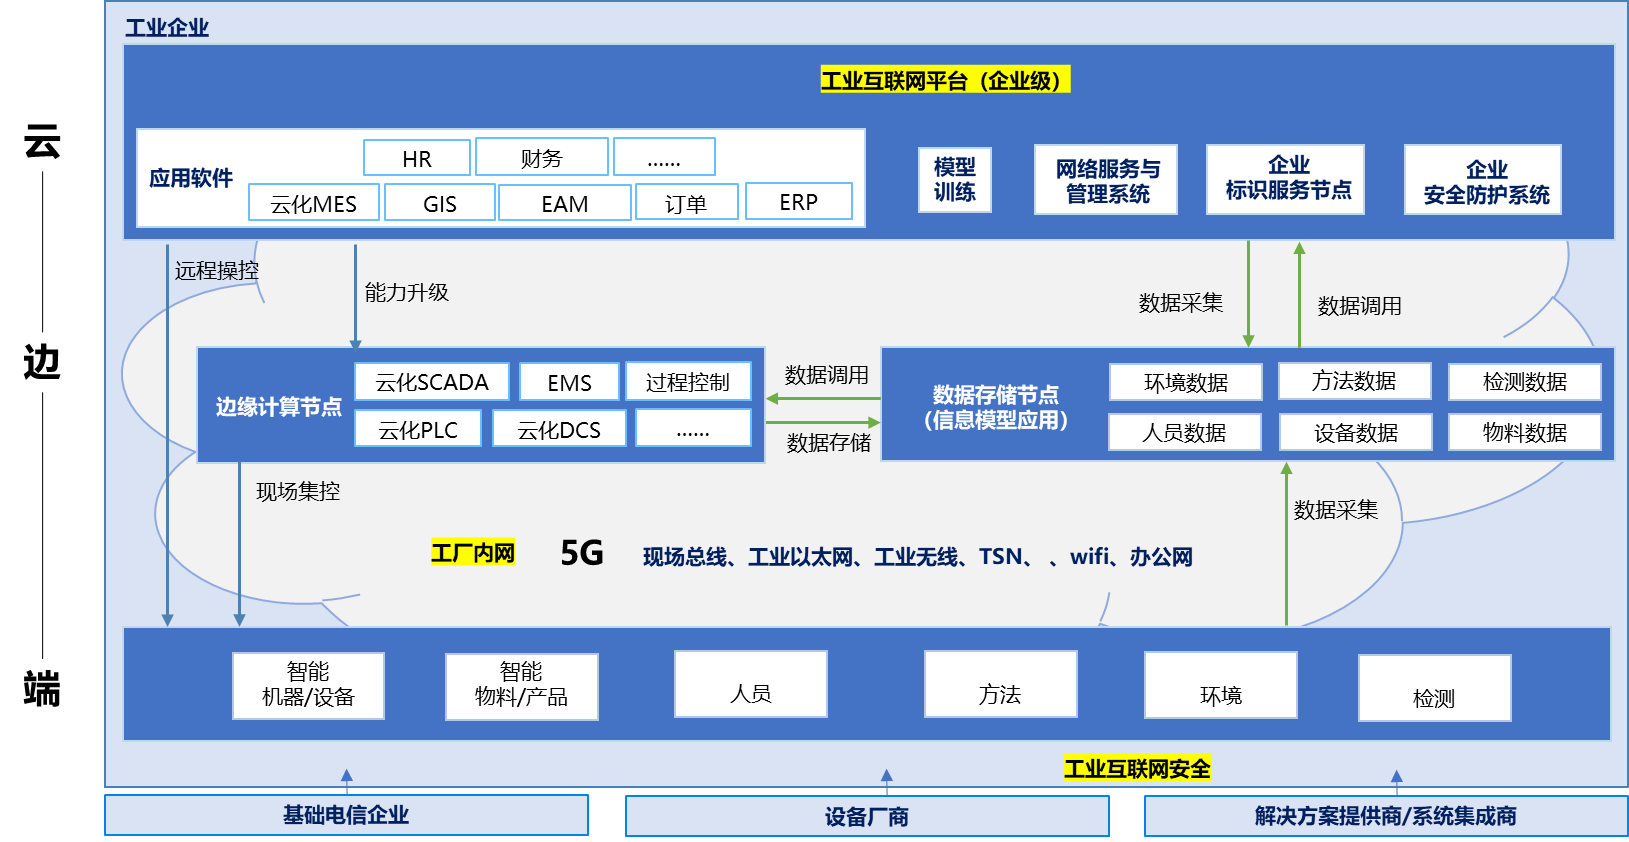 工业企业
工业互联网平台（企业级）
云
应用软件
HR
财务
......
云化MES
GIS
EAM
订单
ERP
模型
训练
网络服务与
管理系统
企业
标识服务节点
企业
安全防护系统
远程操控
能力升级
数据采集
数据调用
边
边缘计算节点
云化SCADA
EMS
过程控制
云化PLC
云化DCS
......
数据调用
数据存储
数据存储节点
（信息模型应用）
环境数据
方法数据
检测数据
人员数据
设备数据
物料数据
现场集控
数据采集
工厂内网
5G
现场总线、工业以太网、工业无线、TSN、 、wifi、办公网
端
智能
机器/设备
智能
物料/产品
人员
方法
环境
检测
工业互联网安全
基础电信企业
设备厂商
解决方案提供商/系统集成商